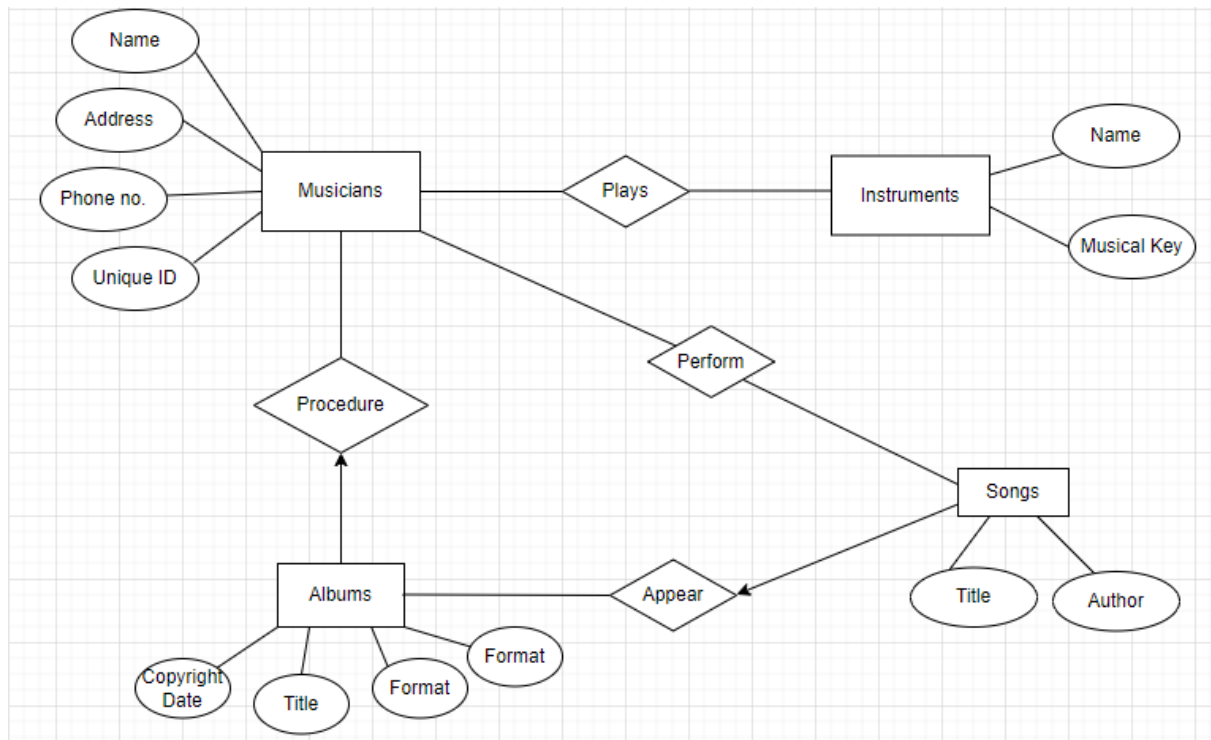 Name
Address
Phone no.
Unique ID
Musicians
Plays
Instruments
Name
Musical Key
Perform
Procedure
Songs
Title
Author
Appear
Albums
Copyright
Date
Title
Format
Format